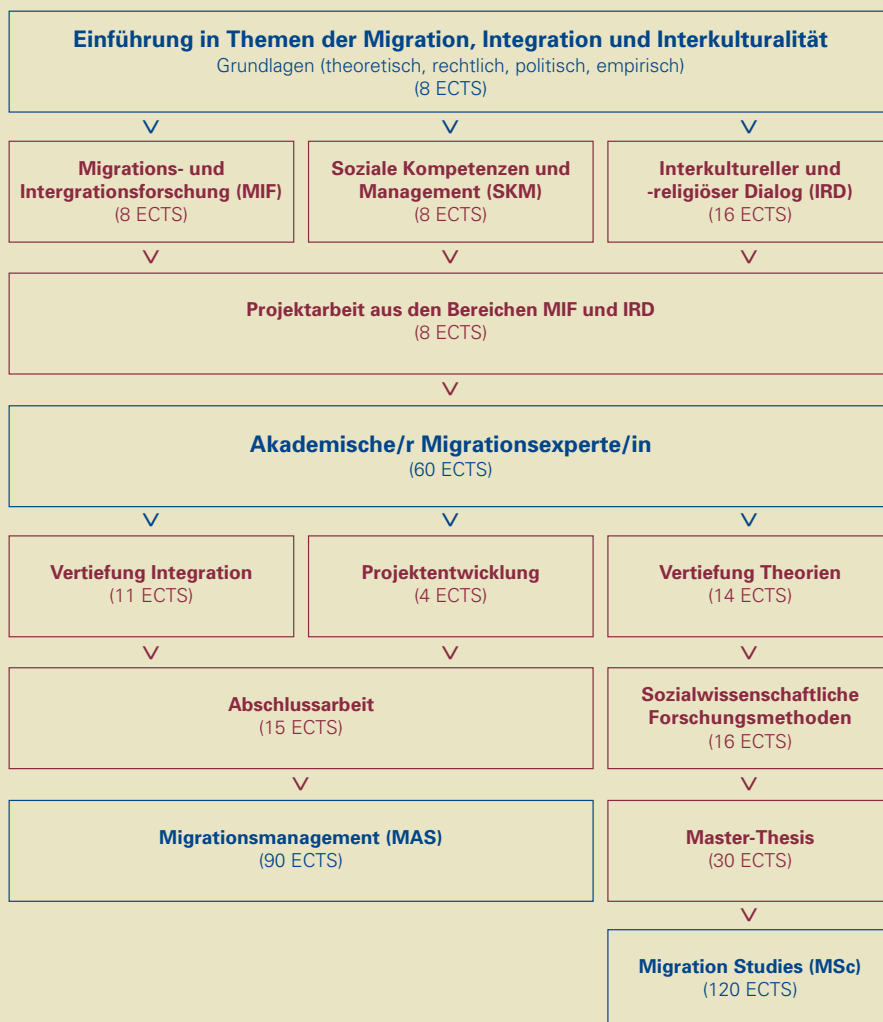 Einführung in Themen der Migration, Integration und Interkulturalität
Grundlagen (theoretisch, rechtlich, politisch, empirisch)
(8 ECTS)
Migrations- und
Intergrationsforschung (MIF)
(8 ECTS)
Soziale Kompetenzen und
Management (SKM)
(8 ECTS)
Interkultureller und
-religiöser Dialog (IRD)
(16 ECTS)
Projektarbeit aus den Bereichen MIF und IRD
(8 ECTS)
Akademische/r Migrationsexperte/in
(60 ECTS)
Vertiefung Integration
(11 ECTS)
Projektentwicklung
(4 ECTS)
Vertiefung Theorien
(14 ECTS)
Abschlussarbeit
(15 ECTS)
Sozialwissenschaftliche
Forschungsmethoden
(16 ECTS)
Migrationsmanagement (MAS)
(90 ECTS)
Master-Thesis
(30 ECTS)
Migration Studies (MSc)
(120 ECTS)